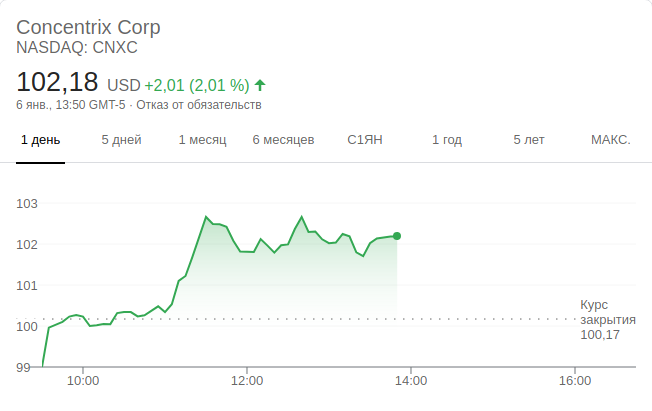 Concentrix Corp
NASDAQ: CNXC
102,18 USD +2,01 (2,01 %)
6 янв., 13:50 GMT-5 · Отказ от обязательств
1 день 5 дней 1 месяц 6 месяцев С1ЯН 1 год 5 лет МАКС.
103
102
101
100
99
Курс
закрытия
100,17
10:00 12:00 14:00 16:00